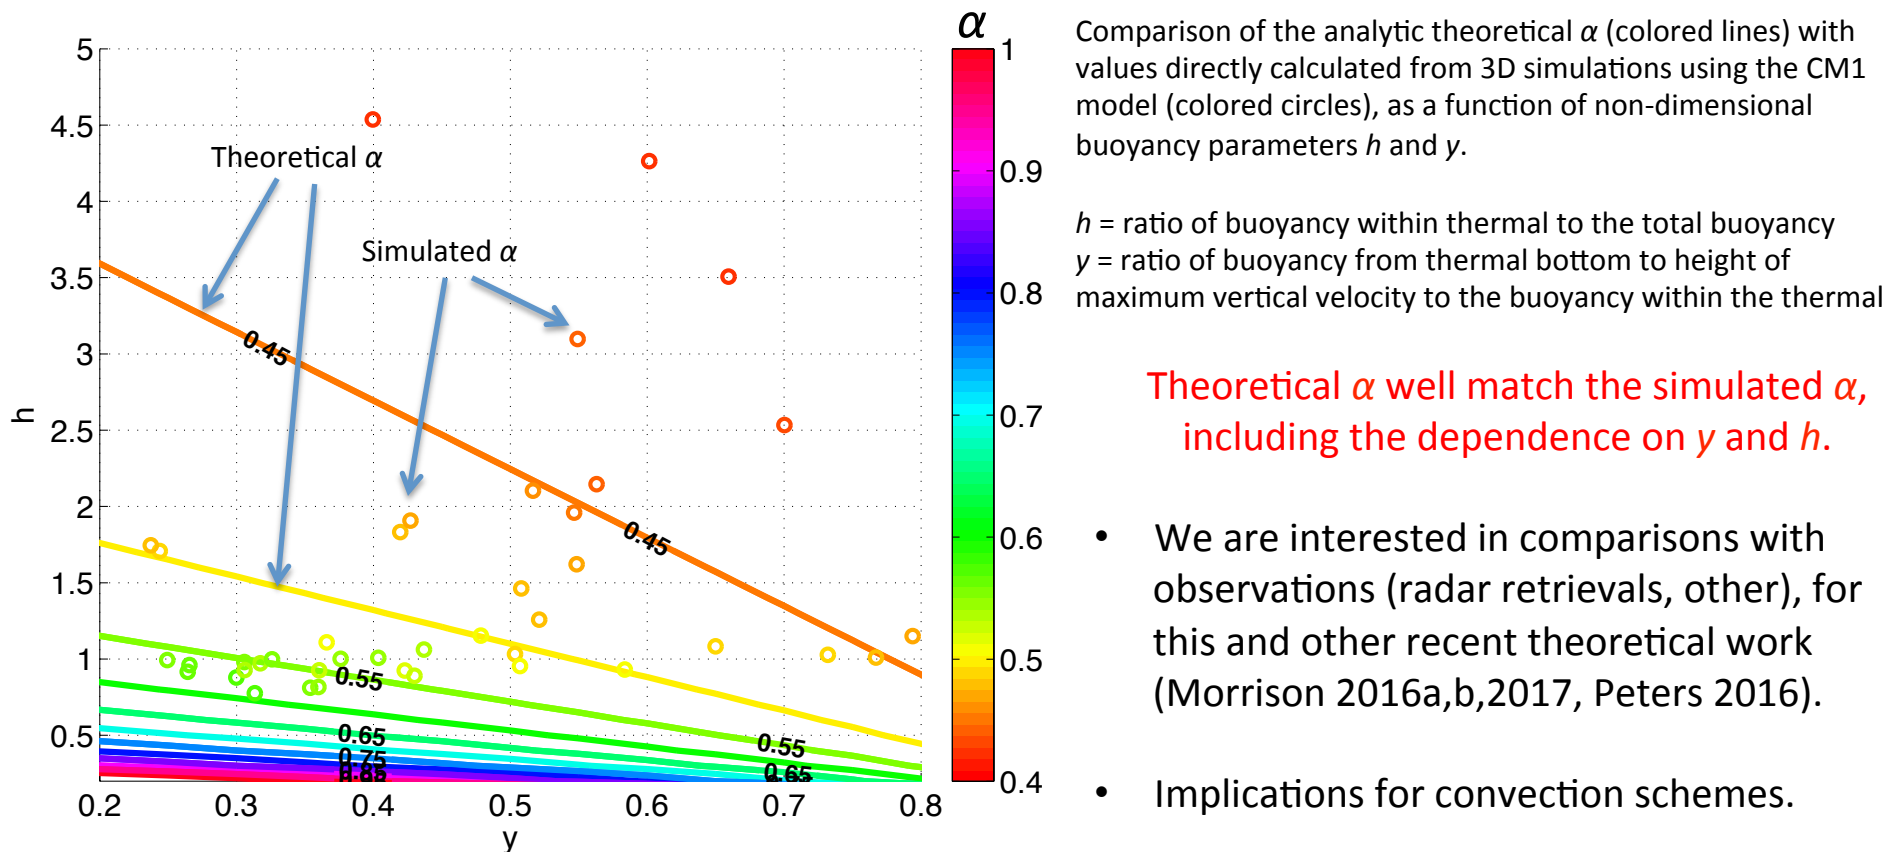 α
5
4.5
4
3.5
3
2.5
2
1.5
1
0.5
h
0.2
0.3
0.4
0.5
0.6
0.7
0.8
y
Theoretical α
Simulated α
0.45
0.45
0.55
0.55
0.65
0.65
0.75
0.85
1
0.9
0.8
0.7
0.6
0.5
0.4
Comparison of the analytic theoretical α (colored lines) with
values directly calculated from 3D simulations using the CM1
model (colored circles), as a function of non-dimensional
buoyancy parameters h and y.
h = ratio of buoyancy within thermal to the total buoyancy
y = ratio of buoyancy from thermal bottom to height of
maximum vertical velocity to the buoyancy within the thermal
Theoretical α well match the simulated α,
including the dependence on y and h.
• We are interested in comparisons with
observations (radar retrievals, other), for
this and other recent theoretical work
(Morrison 2016a,b,2017, Peters 2016).
• Implications for convection schemes.